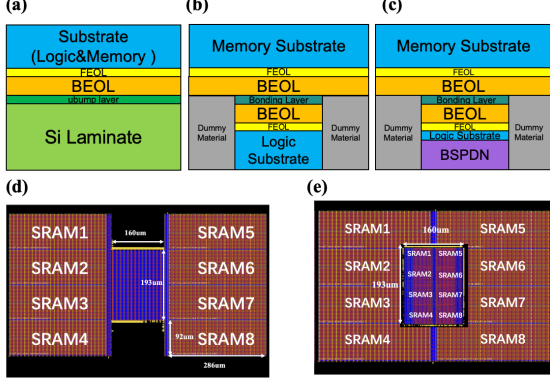 (a)
Substrate
(Logic&Memory )
FEOL
BEOL
ubump layer
Si Laminate
(b)
Memory Substrate
FEOL
BEOL
Bonding Layer
BEOL
FEOL
Logic
Substrate
Dummy
Material
Dummy
Material
(c)
Memory Substrate
FEOL
BEOL
Bonding Layer
BEOL
FEOL
Logic Substrate
BSPDN
Dummy
Material
Dummy
Material
(d)
160um
SRAM1
SRAM2
SRAM3
SRAM4
193um
92um
286um
SRAM5
SRAM6
SRAM7
SRAM8
(e)
160um
SRAM1
SRAM2
SRAM3
SRAM4
193um
SRAM1
SRAM2
SRAM3
SRAM4
SRAM5
SRAM6
SRAM7
SRAM8
SRAM5
SRAM6
SRAM7
SRAM8